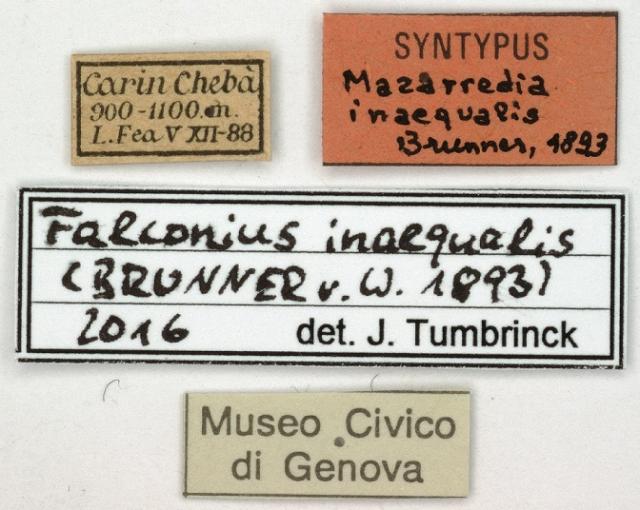 Carin Chebà
900-1100.m.
L. Fea V XII-88
SYNTYPUS
Mazarredia
inaequalis
Brunner, 1893
Falconius inaequalis
(BRUNNER v. W. 1893)
2016 det. J. Tumbrinck
Museo Civico
di Genova